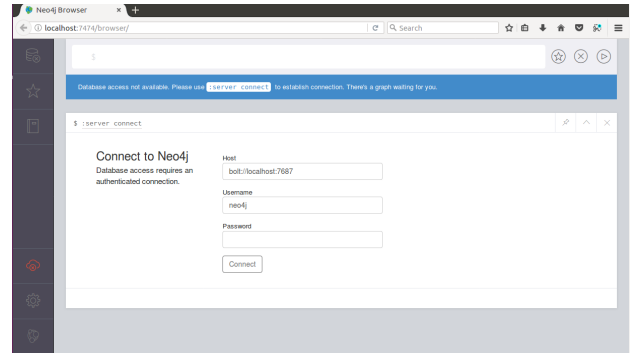 Neo4j Browser
localhost:7474/browser/
Search
$
Database access not available. Please use :server connect to establish connection. There's a graph waiting for you.
$ :server connect
Connect to Neo4j
Database access requires an
authenticated connection.
Host
bolt://localhost:7687
Username
neo4j
Password
Connect